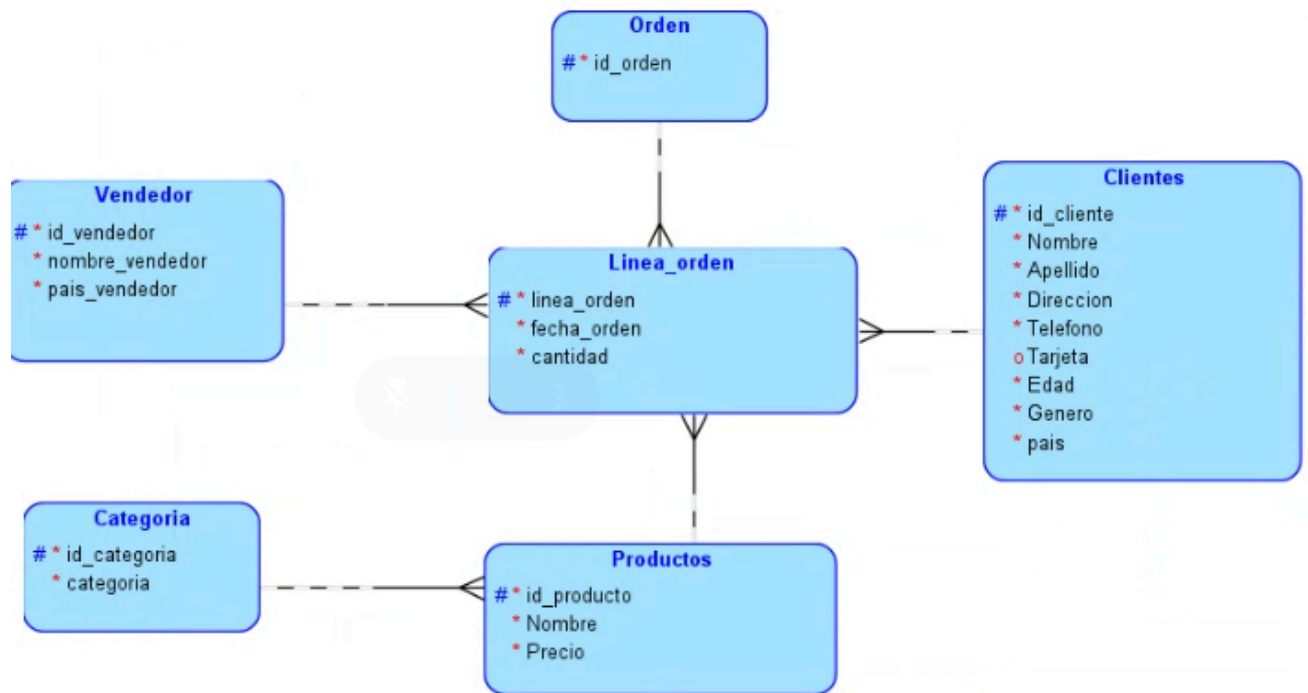 Orden
#* id_orden
Vendedor
# * id_vendedor
* nombre_vendedor
* pais_vendedor
Linea_orden
# * linea_orden
* fecha_orden
* cantidad
Clientes
# * id_cliente
* Nombre
* Apellido
* Direccion
* Telefono
o Tarjeta
* Edad
* Genero
* pais
Categoria
# * id_categoria
* categoria
Productos
# * id_producto
* Nombre
* Precio